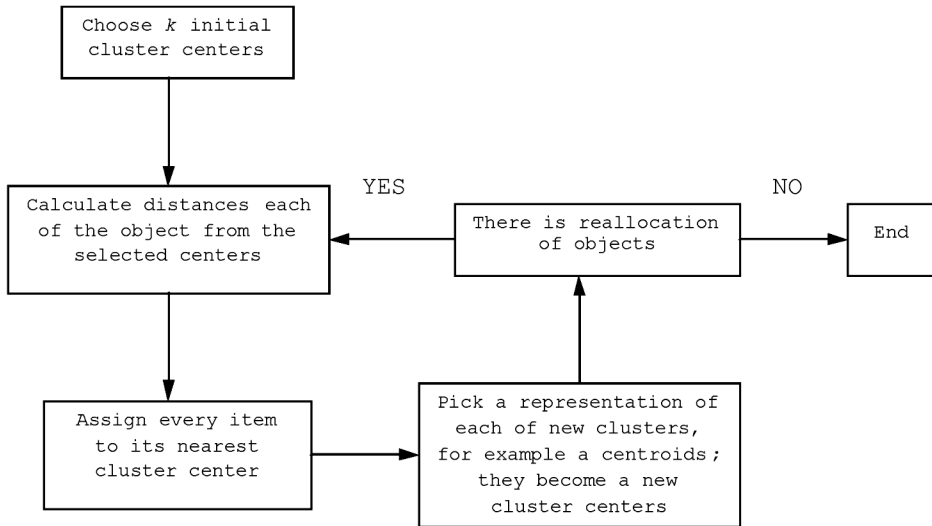 Choose k initial
cluster centers
Calculate distances each
of the object from the
selected centers
Assign every item
to its nearest
cluster center
Pick a representation of
each of new clusters,
for example a centroids;
they become a new
cluster centers
There is reallocation
of objects
YES
NO
End